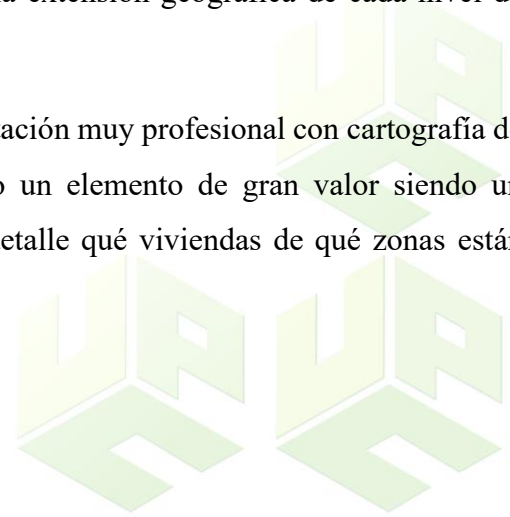 extensión geográfica de cada nivel d
tación muy profesional con cartografía d
un elemento de gran valor siendo u
etalle qué viviendas de qué zonas está